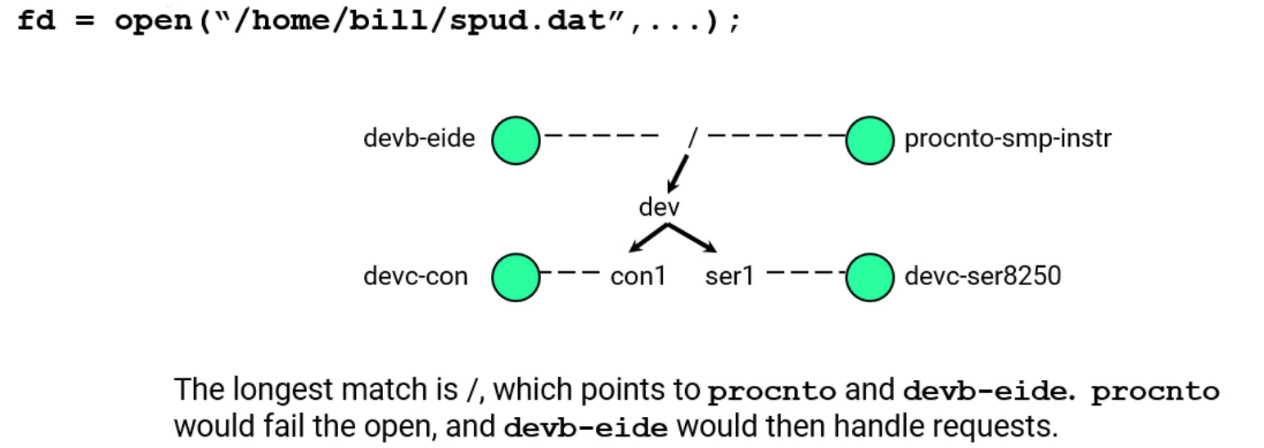 fd = open(“/home/bill/spud.dat”,...);
devb-eide / procnto-smp-instr
dev
devc-con con1 ser1 devc-ser8250
The longest match is /, which points to procnto and devb-eide. procnto
would fail the open, and devb-eide would then handle requests.